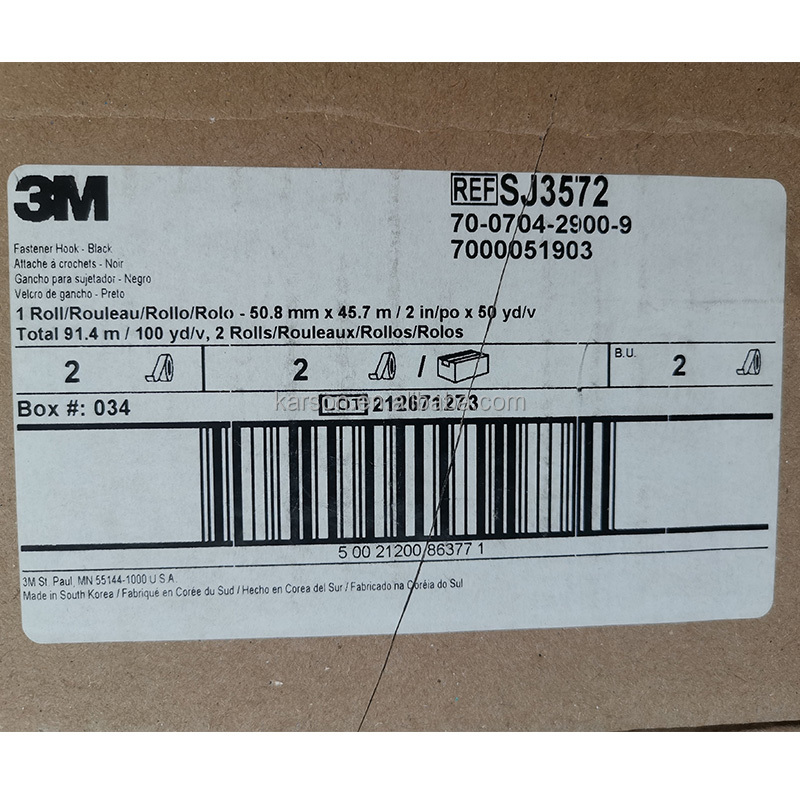 3M
REF SJ3572
70-0704-2900-9
7000051903
Fastener Hook - Black
Attache à crochets - Noir
Gancho para sujetador - Negro
Velcro de gancho - Preto
1 Roll/Rouleau/Rollo/Rolo - 50.8 mm x 45.7 m / 2 in/po x 50 yd/v
Total 91.4 m / 100 yd/v, 2 Rolls/Rouleaux/Rollos/Rolos
2
2 /
B.U. 2
Box #: 034
LOT 212671273
5 00 21200 86377 1
3M St. Paul, MN 55144-1000 U S A.
Made in South Korea / Fabriqué en Corée du Sud / Hecho en Corea del Sur / Fabricado na Coréia do Sul